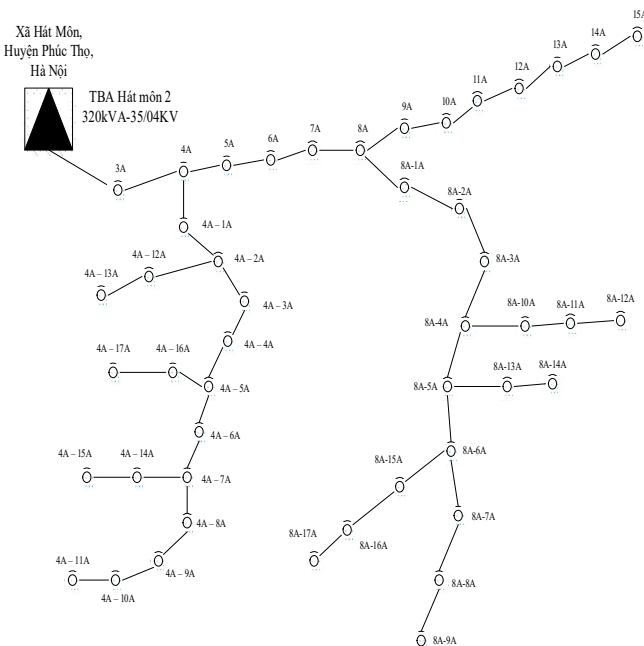 Xã Hát Môn,
Huyện Phúc Thọ,
Hà Nội
TBA Hát môn 2
320kVA-35/04KV
3A
4A
5A
6A
7A
8A
9A
10A
11A
12A
13A
14A
15A
4A – 1A
4A – 2A
4A – 12A
4A – 13A
4A – 3A
4A – 4A
4A – 17A
4A – 16A
4A – 5A
4A – 6A
4A – 15A
4A – 14A
4A – 7A
4A – 8A
4A – 9A
4A – 11A
4A – 10A
8A-1A
8A-2A
8A-3A
8A-4A
8A-10A
8A-11A
8A-12A
8A-5A
8A-13A
8A-14A
8A-6A
8A-15A
8A-16A
8A-17A
8A-7A
8A-8A
8A-9A